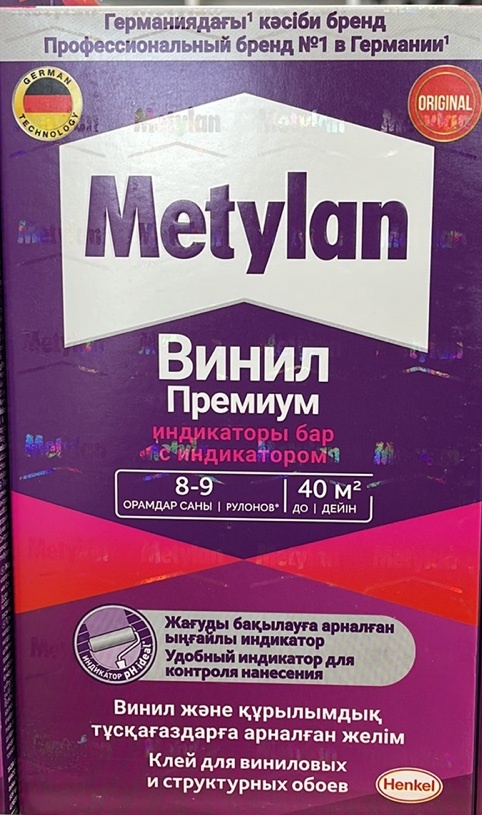 Германиядағы¹ кәсіби бренд
Профессиональный бренд №1 в Германии¹
GERMAN TECHNOLOGY
ORIGINAL
Metylan
Винил
Премиум
индикаторы бар
с индикатором
8-9 40 м²
ОРАМДАР САНЫ | РУЛОНОВ* ДО | ДЕЙІН
ИНДИКАТОР pH ideal
Жағуды бақылауға арналған
ыңғайлы индикатор
Удобный индикатор для
контроля нанесения
Винил және құрылымдық
тұсқағаздарға арналған желім
Клей для виниловых
и структурных обоев
Henkel